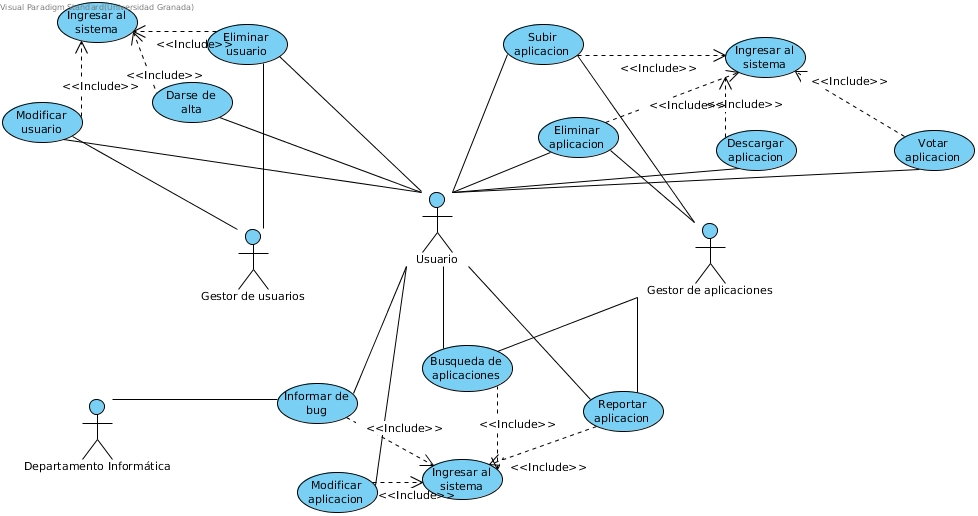 Visual Paradigm Standard(Universidad Granada)
Ingresar al
sistema
<<Include>>
Eliminar
usuario
<<Include>>
<<Include>>
Darse de
alta
Modificar
usuario
Subir
aplicacion
Ingresar al
sistema
<<Include>>
<<Include>>
<<Include>>
<<Include>>
Eliminar
aplicacion
Descargar
aplicacion
Votar
aplicacion
Usuario
Gestor de usuarios
Gestor de aplicaciones
Busqueda de
aplicaciones
Informar de
bug
Reportar
aplicacion
<<Include>>
<<Include>>
Departamento Informática
<<Include>>
Ingresar al
sistema
Modificar
aplicacion
<<Include>>